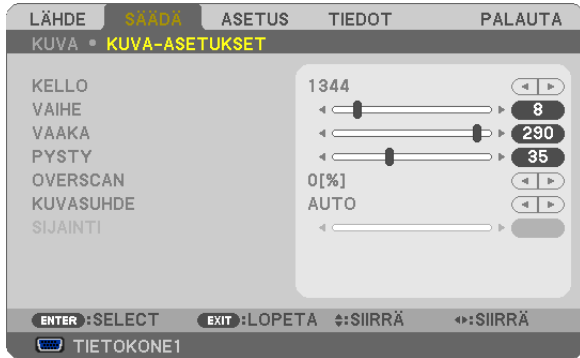 LÄHDE SÄÄDÄ ASETUS TIEDOT PALAUTA
KUVA • KUVA-ASETUKSET
KELLO 1344
VAIHE 8
VAAKA 290
PYSTY 35
OVERSCAN 0[%]
KUVASUHDE AUTO
SIJAINTI
ENTER :SELECT EXIT :LOPETA :SIIRRÄ :SIIRRÄ
TIETOKONE1